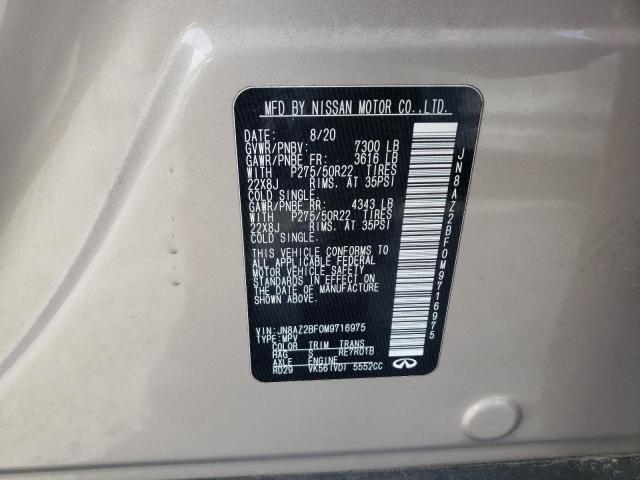 MFD BY NISSAN MOTOR CO.,LTD.
DATE: 8/20
GVWR/PNBV: 7300 LB
GAWR/PNBE FR: 3616 LB
WITH P275/50R22 TIRES
22X8J RIMS. AT 35PSI
COLD SINGLE.
GAWR/PNBE RR: 4343 LB
WITH P275/50R22 TIRES
22X8J RIMS. AT 35PSI
COLD SINGLE.
THIS VEHICLE CONFORMS TO
ALL APPLICABLE FEDERAL
MOTOR VEHICLE SAFETY
STANDARDS IN EFFECT ON
THE DATE OF MANUFACTURE
SHOWN ABOVE.
VIN:JN8AZ2BF0M9716975
TYPE:MPV
COLOR TRIM TRANS
HAG S RE7R01B
AXLE ENGINE
RD29 VK56(VD) 5552CC
INFINITI
JN8AZ2BF0M9716975